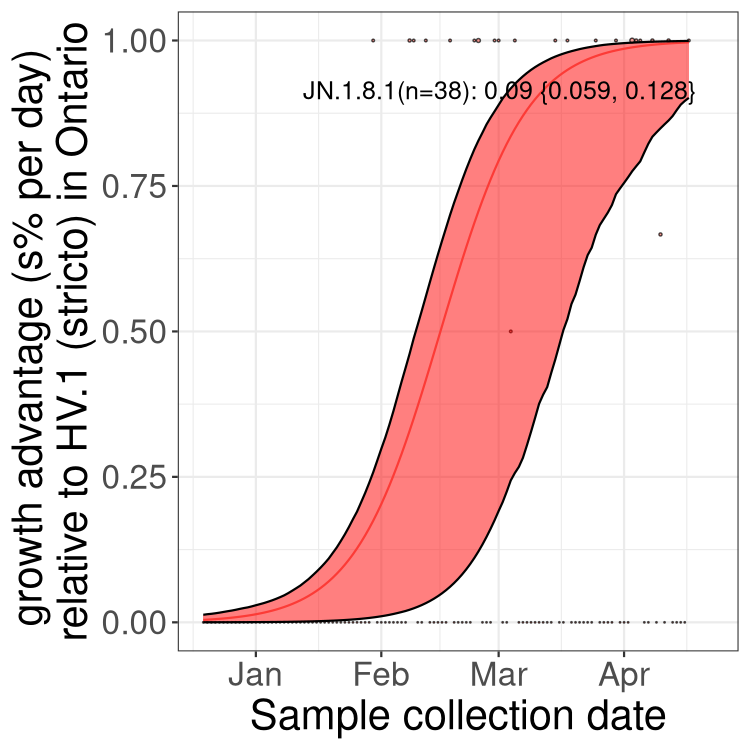 growth advantage (s% per day)
relative to HV.1 (stricto) in Ontario
1.00
JN.1.8.1(n=38): 0.09 {0.059, 0.128}
0.75
0.50
0.25
0.00
Jan Feb Mar Apr
Sample collection date